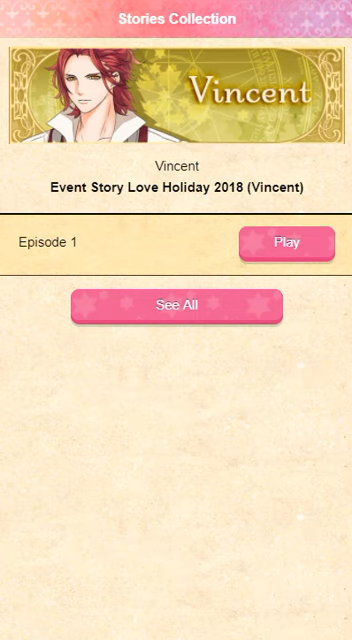 Stories Collection
Vincent
Vincent
Event Story Love Holiday 2018 (Vincent)
Episode 1
Play
See All